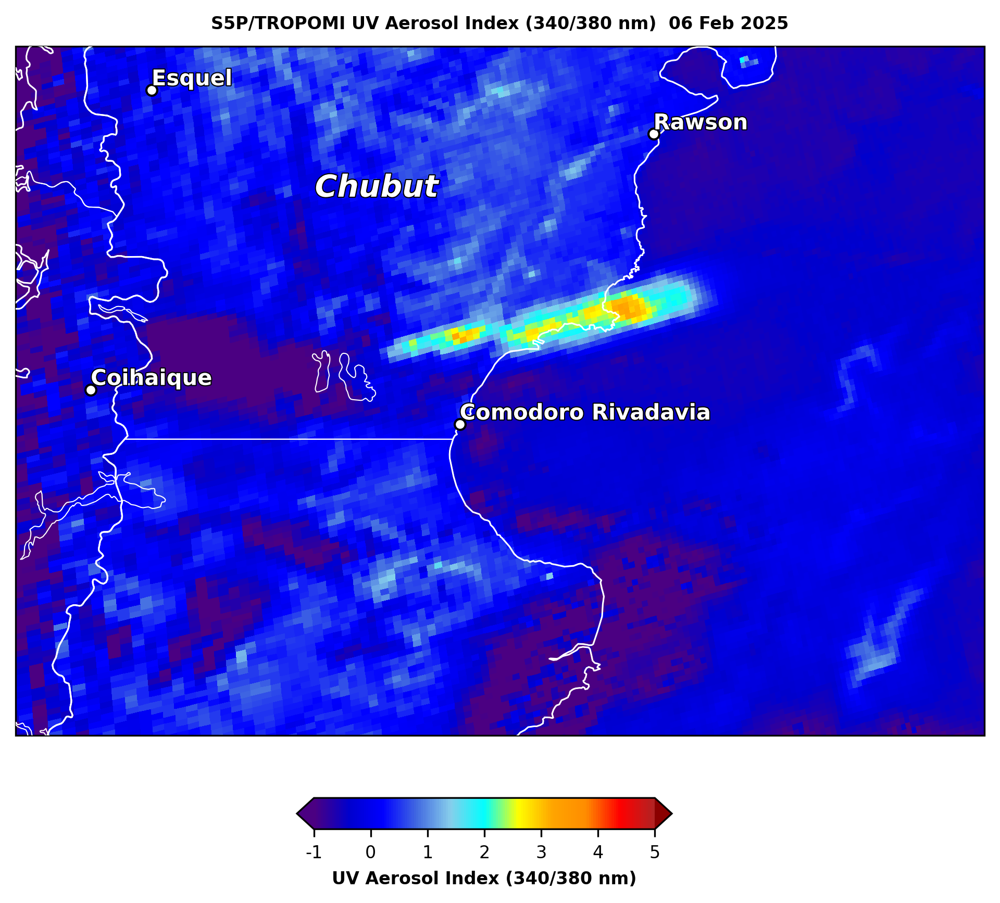 S5P/TROPOMI UV Aerosol Index (340/380 nm)  06 Feb 2025
Esquel
Rawson
Chubut
Coihaique
Comodoro Rivadavia
-1 0 1 2 3 4 5
UV Aerosol Index (340/380 nm)